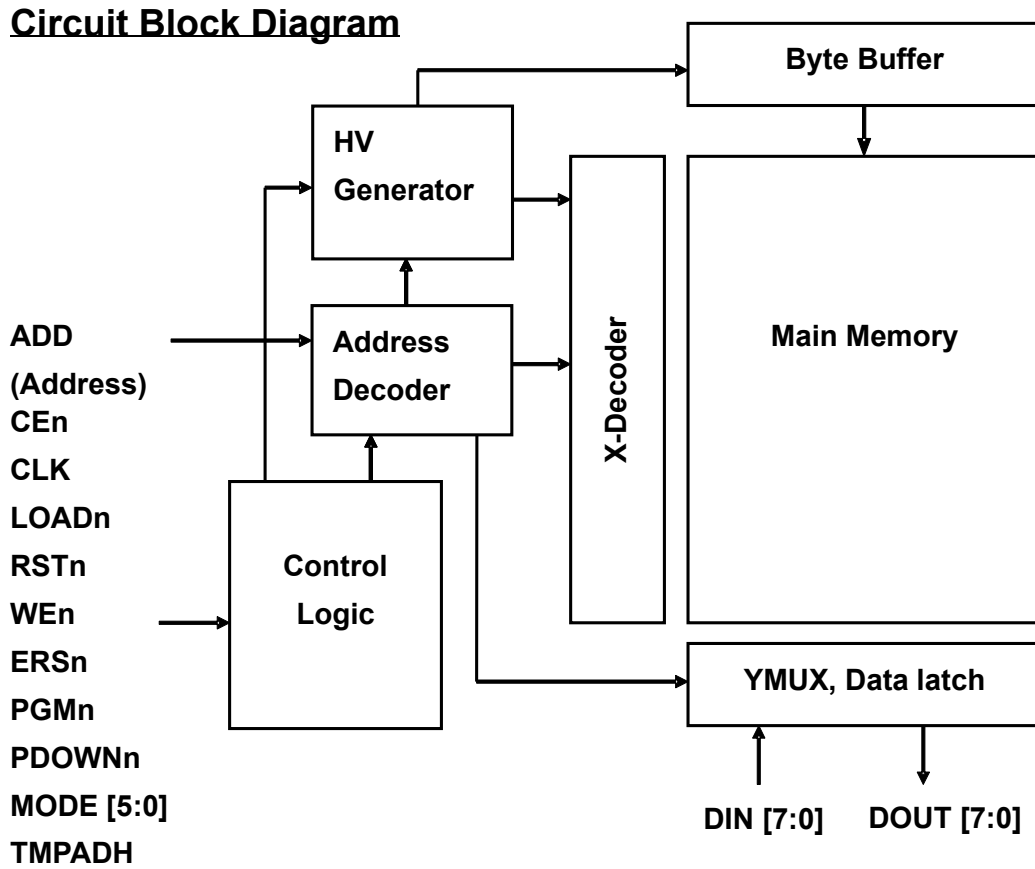 Circuit Block Diagram
Byte Buffer
HV
Generator
ADD
(Address)
CEn
CLK
LOADn
RSTn
WEn
ERSn
PGMn
PDOWNn
MODE [5:0]
TMPADH
Address
Decoder
Control
Logic
X-Decoder
Main Memory
YMUX, Data latch
DIN [7:0]
DOUT [7:0]